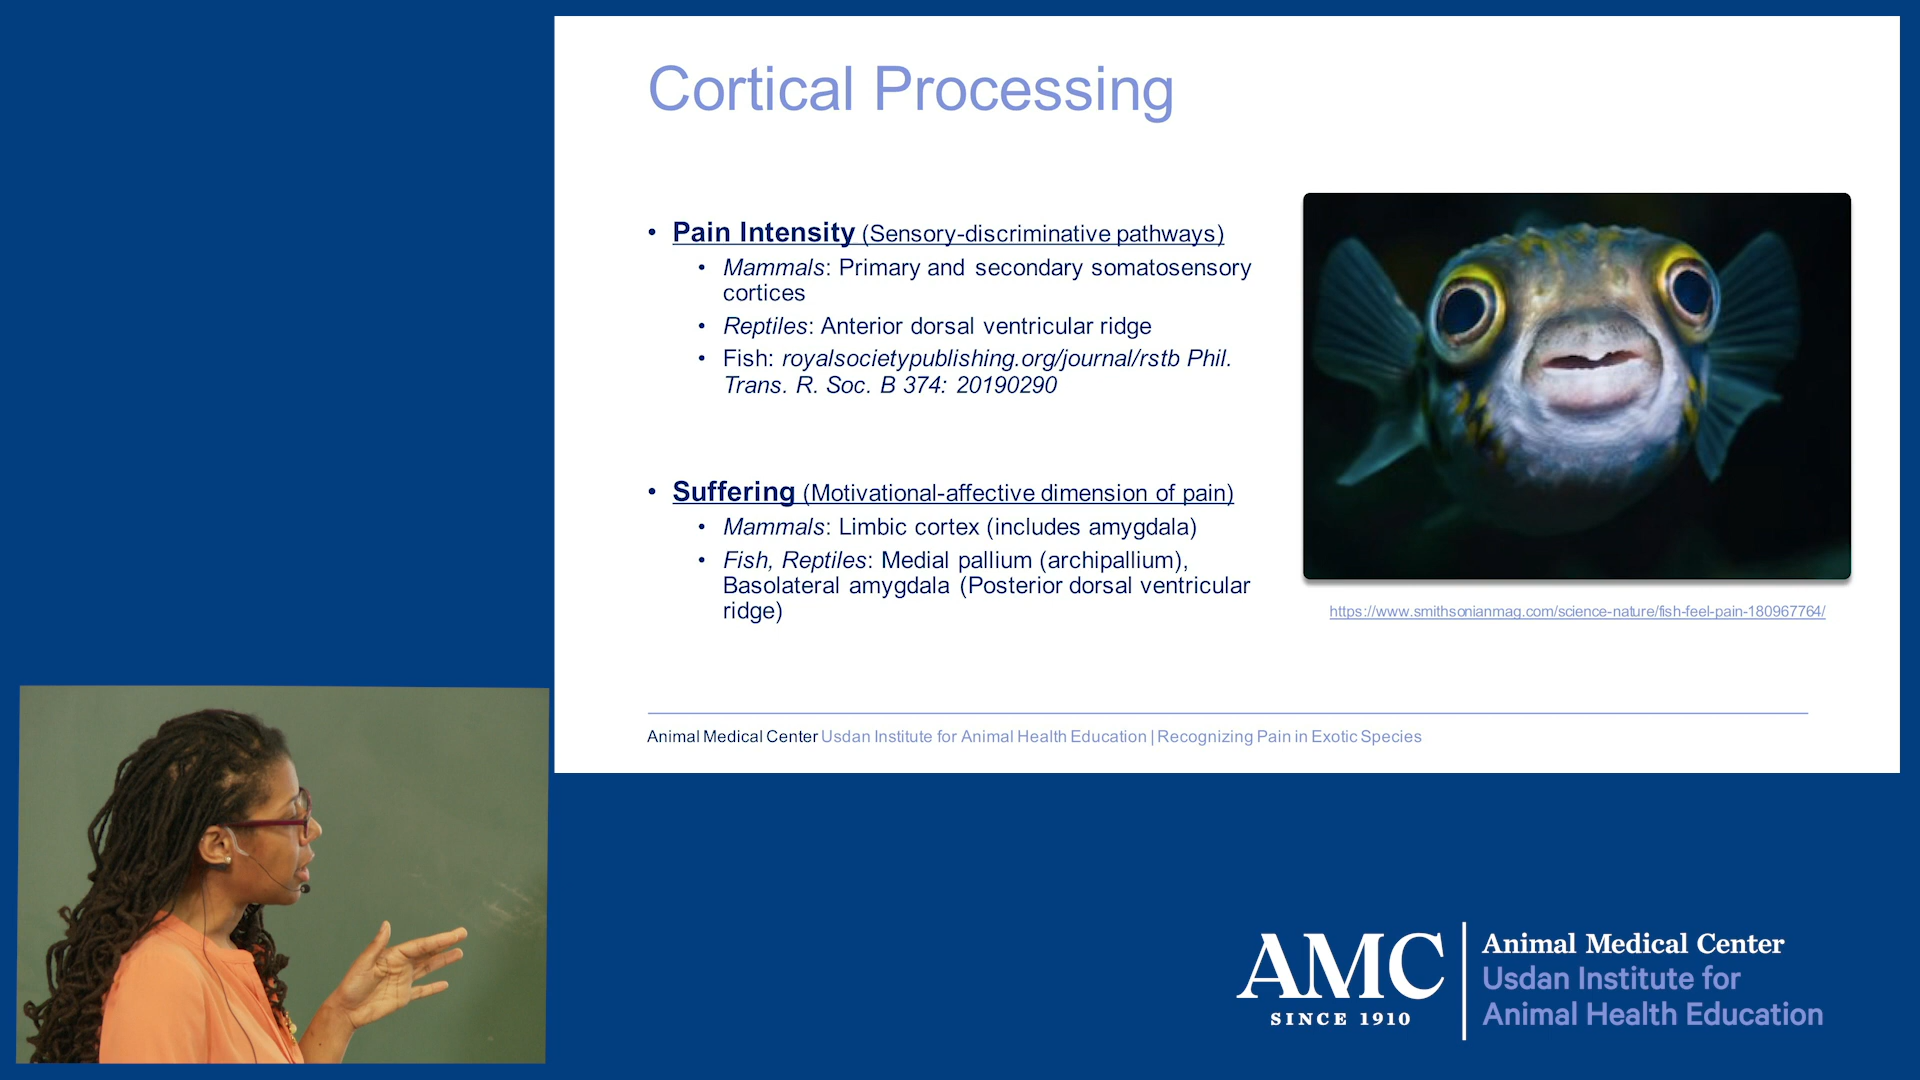 Cortical Processing
• Pain Intensity (Sensory-discriminative pathways)
• Mammals: Primary and secondary somatosensory
cortices
• Reptiles: Anterior dorsal ventricular ridge
• Fish: royalsocietypublishing.org/journal/rstb Phil.
Trans. R. Soc. B 374: 20190290
• Suffering (Motivational-affective dimension of pain)
• Mammals: Limbic cortex (includes amygdala)
• Fish, Reptiles: Medial pallium (archipallium),
Basolateral amygdala (Posterior dorsal ventricular
ridge)
https://www.smithsonianmag.com/science-nature/fish-feel-pain-180967764/
Animal Medical Center Usdan Institute for Animal Health Education | Recognizing Pain in Exotic Species
AMC
SINCE 1910
Animal Medical Center
Usdan Institute for
Animal Health Education